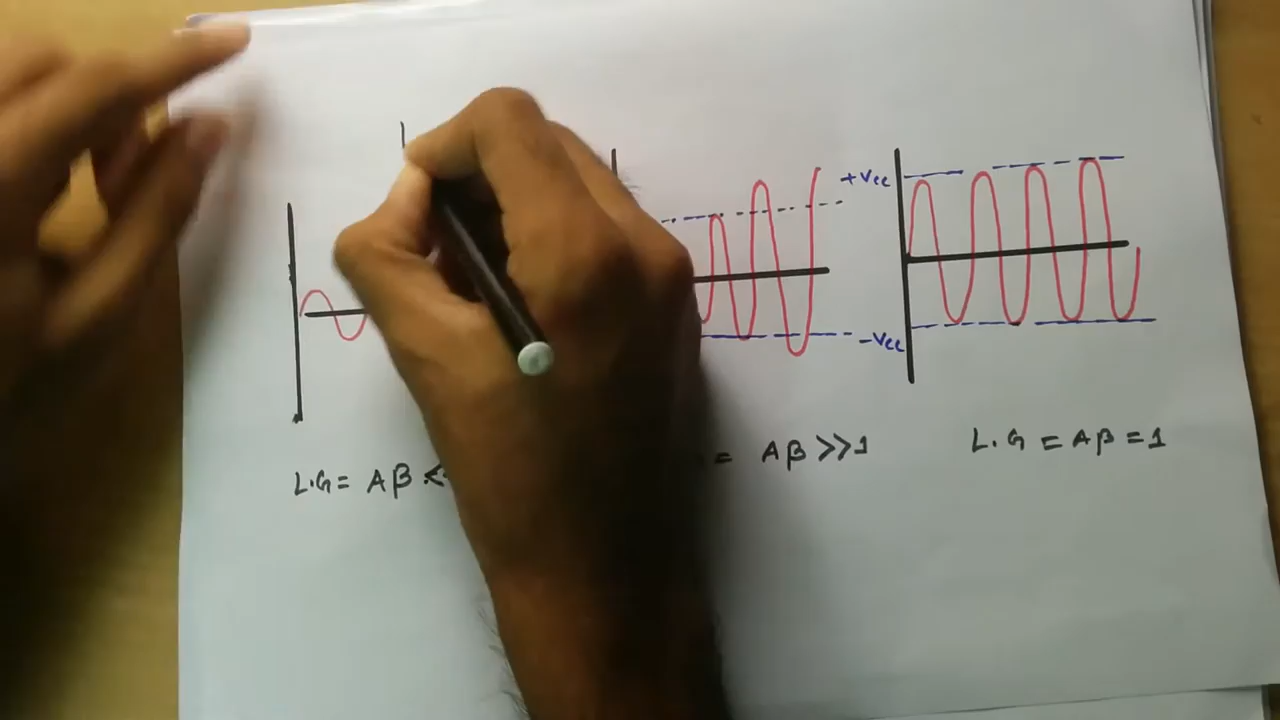 +Vcc
-Vcc
L.G = Aβ <
= Aβ >>1
L.G = Aβ = 1